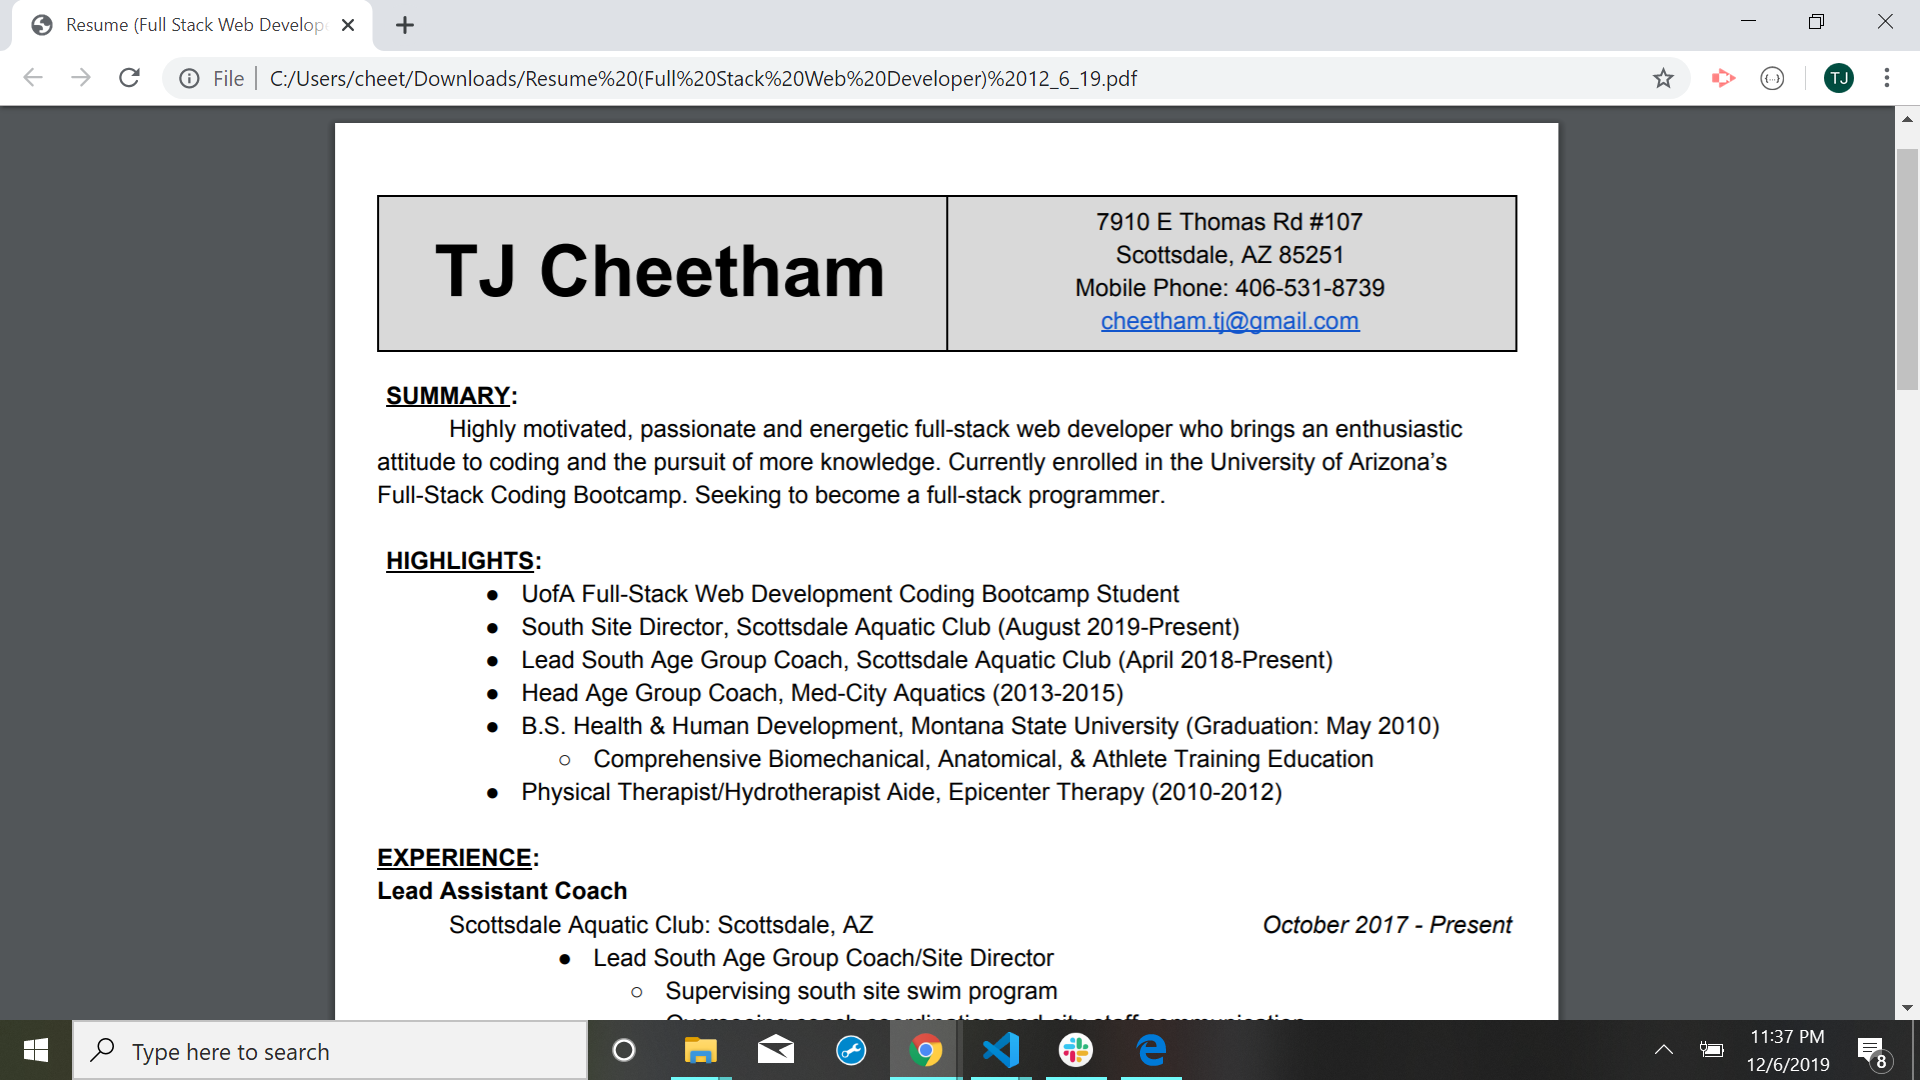 Resume (Full Stack Web Develop
File
C:/Users/cheet/Downloads/Resume%20(Full%20Stack%20Web%20Developer)%2012_6_19.pdf
TJ
TJ Cheetham
7910 E Thomas Rd #107
Scottsdale, AZ 85251
Mobile Phone: 406-531-8739
cheetham.tj@gmail.com
SUMMARY:
Highly motivated, passionate and energetic full-stack web developer who brings an enthusiastic
attitude to coding and the pursuit of more knowledge. Currently enrolled in the University of Arizona’s
Full-Stack Coding Bootcamp. Seeking to become a full-stack programmer.
HIGHLIGHTS:
● UofA Full-Stack Web Development Coding Bootcamp Student
● South Site Director, Scottsdale Aquatic Club (August 2019-Present)
● Lead South Age Group Coach, Scottsdale Aquatic Club (April 2018-Present)
● Head Age Group Coach, Med-City Aquatics (2013-2015)
● B.S. Health & Human Development, Montana State University (Graduation: May 2010)
○ Comprehensive Biomechanical, Anatomical, & Athlete Training Education
● Physical Therapist/Hydrotherapist Aide, Epicenter Therapy (2010-2012)
EXPERIENCE:
Lead Assistant Coach
Scottsdale Aquatic Club: Scottsdale, AZ October 2017 - Present
● Lead South Age Group Coach/Site Director
○ Supervising south site swim program
Overseeing coach coordination and city staff communication
Type here to search
11:37 PM
12/6/2019
8